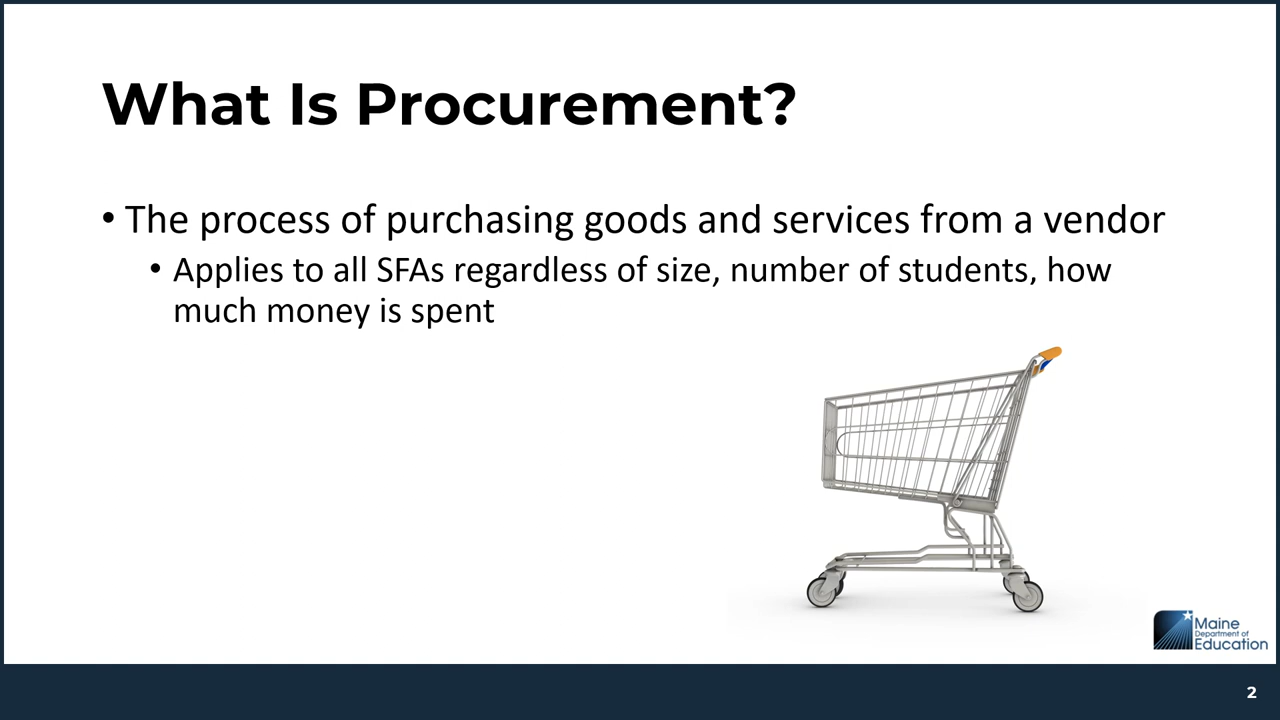 What Is Procurement?
• The process of purchasing goods and services from a vendor
• Applies to all SFAs regardless of size, number of students, how
much money is spent
Maine
Department of
Education
2